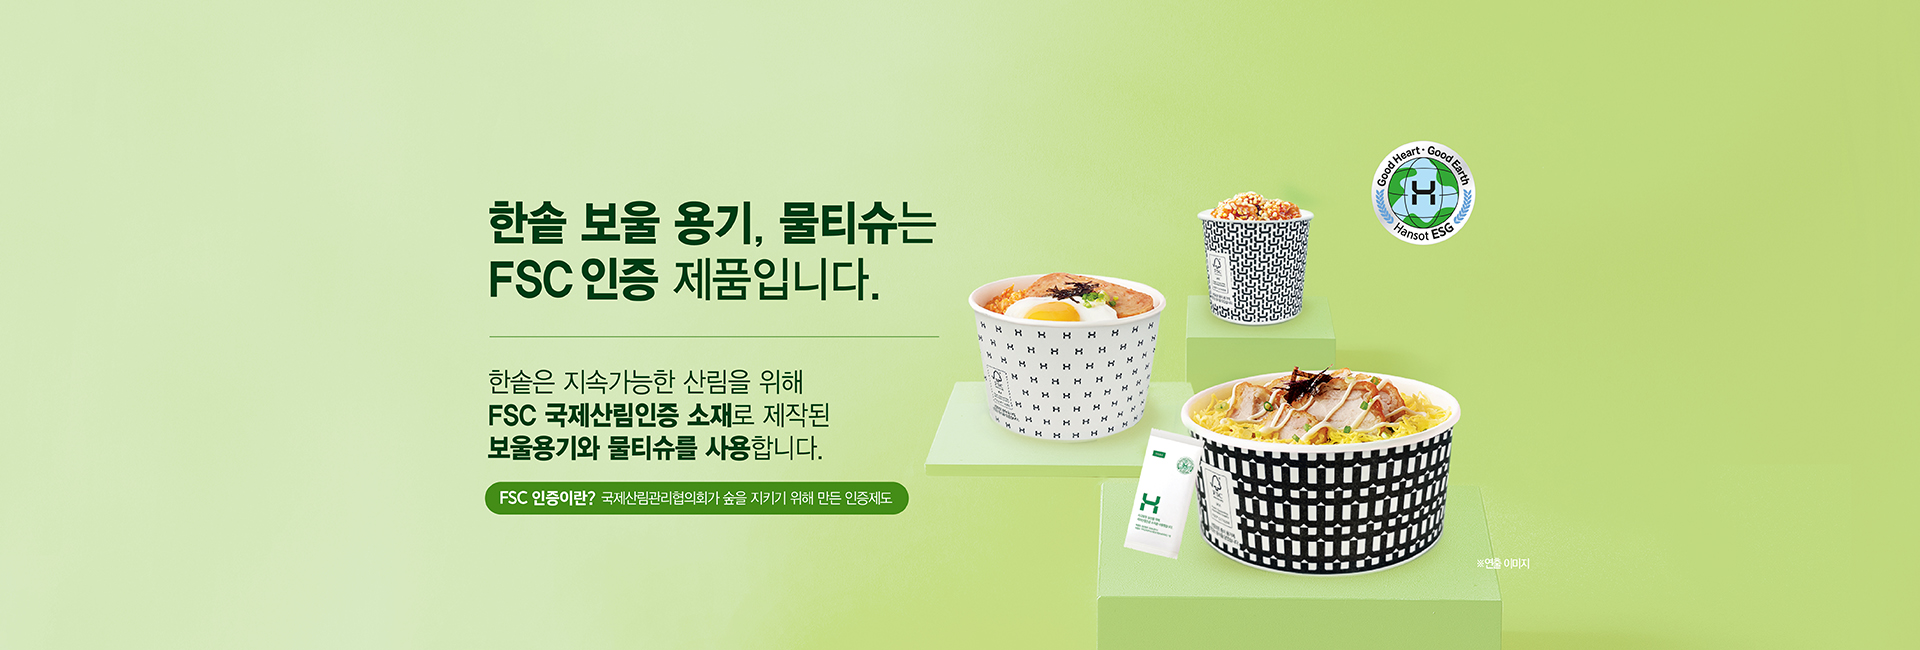 한솥 보울 용기, 물티슈는
FSC 인증 제품입니다.
한솥은 지속가능한 산림을 위해
FSC 국제산림인증 소재로 제작된
보울용기와 물티슈를 사용합니다.
FSC 인증이란? 국제산림관리협의회가 숲을 지키기 위해 만든 인증제도
Good Heart · Good Earth
Hansot ESG
FSC
FSC
FSC
※연출 이미지